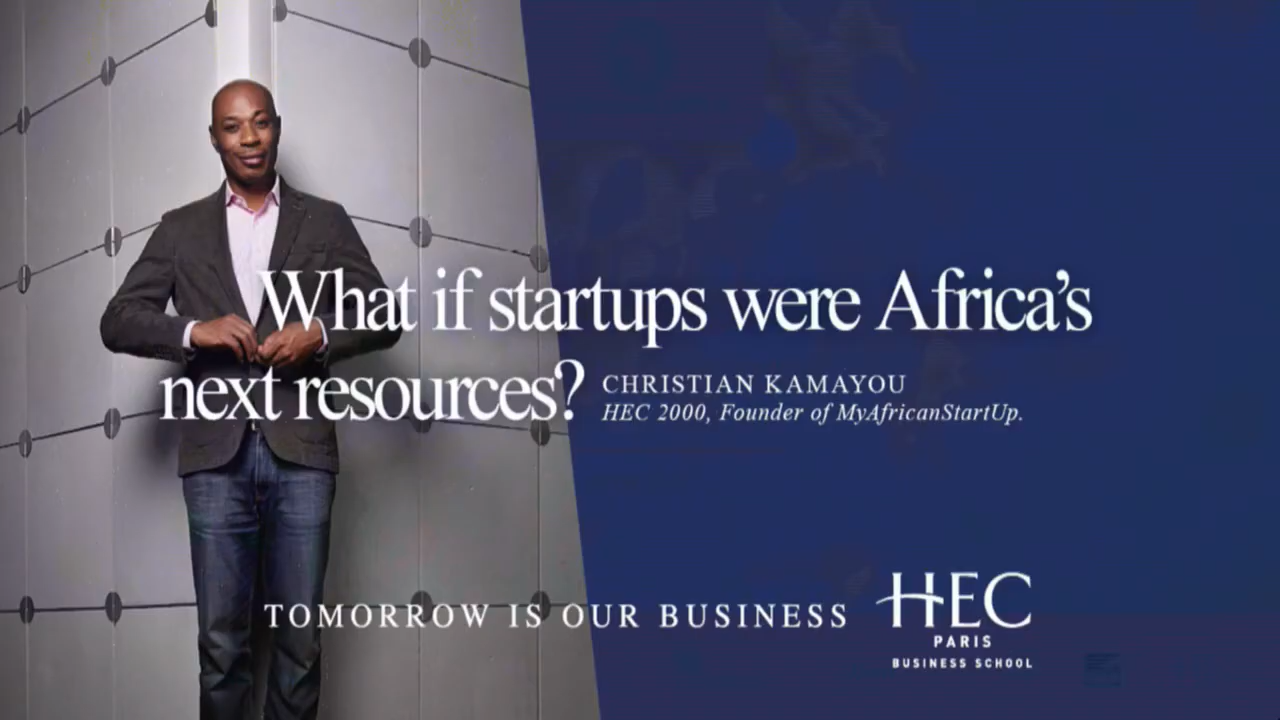 What if startups were Africa's
next resources?
CHRISTIAN KAMAYOU
HEC 2000, Founder of MyAfricanStartUp.
TOMORROW IS OUR BUSINESS
HEC
PARIS
BUSINESS SCHOOL